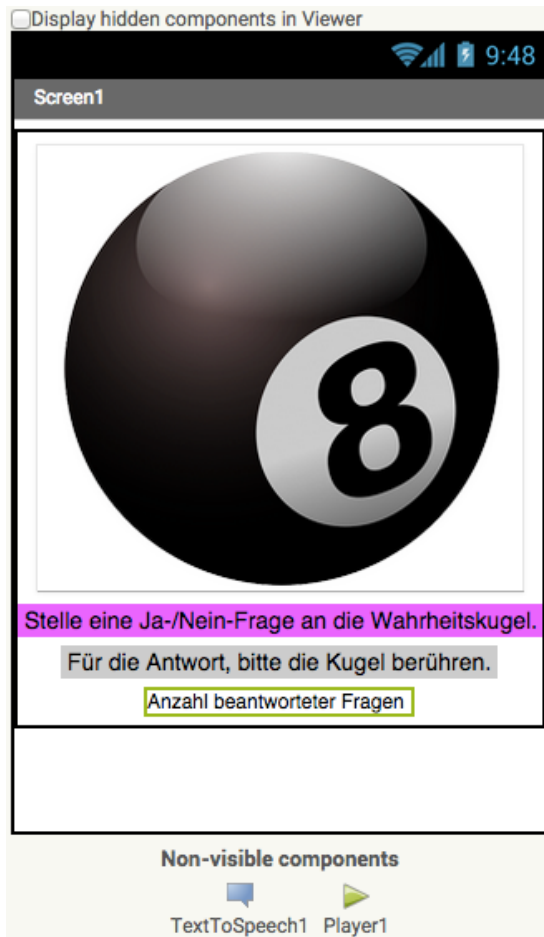 Display hidden components in Viewer
9:48
Screen1
8
Stelle eine Ja-/Nein-Frage an die Wahrheitskugel.
Für die Antwort, bitte die Kugel berühren.
Anzahl beantworteter Fragen
Non-visible components
TextToSpeech1 Player1